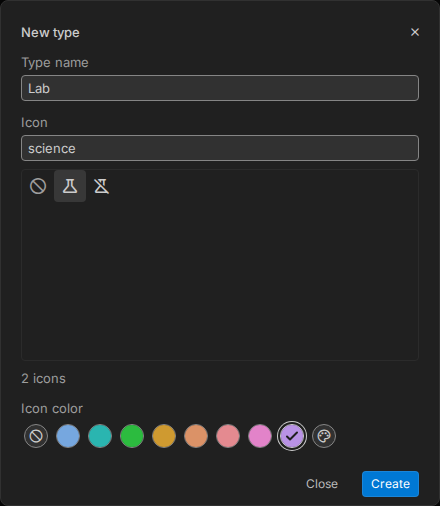 New type
Type name
Lab
Icon
science
2 icons
Icon color
Close
Create